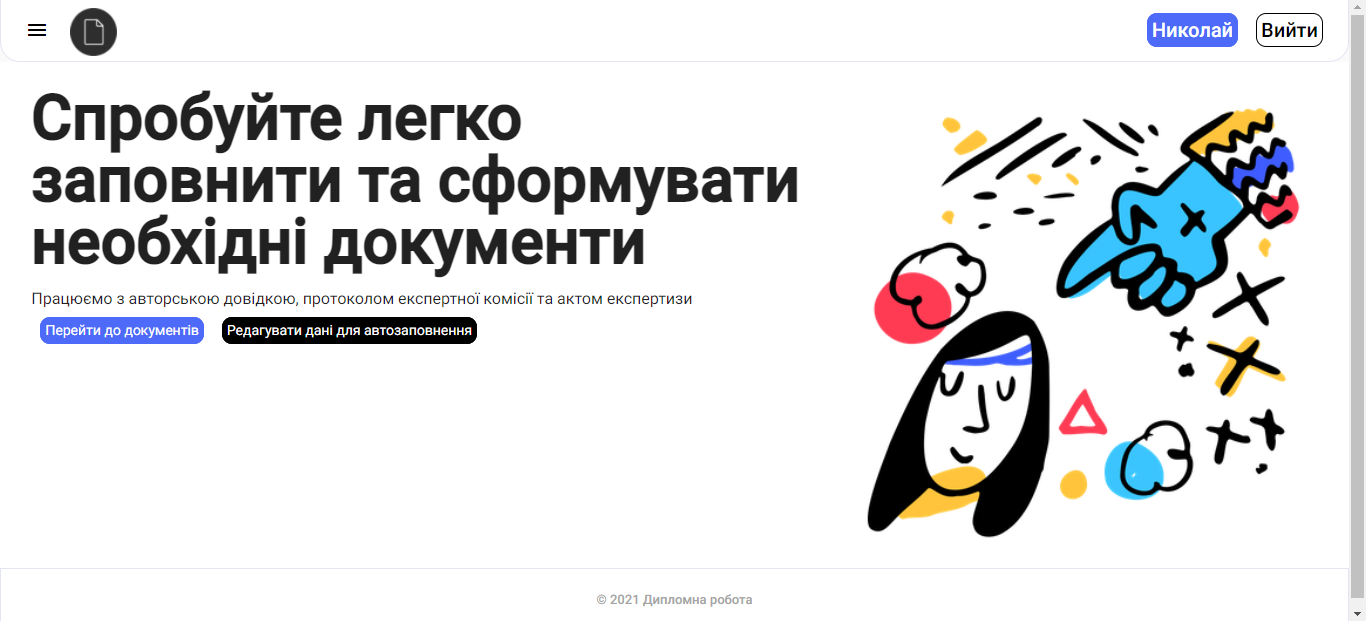 Николай
Вийти
Спробуйте легко
заповнити та сформувати
необхідні документи
Працюємо з авторською довідкою, протоколом експертної комісії та актом експертизи
Перейти до документів
Редагувати дані для автозаповнення
© 2021 Дипломна робота